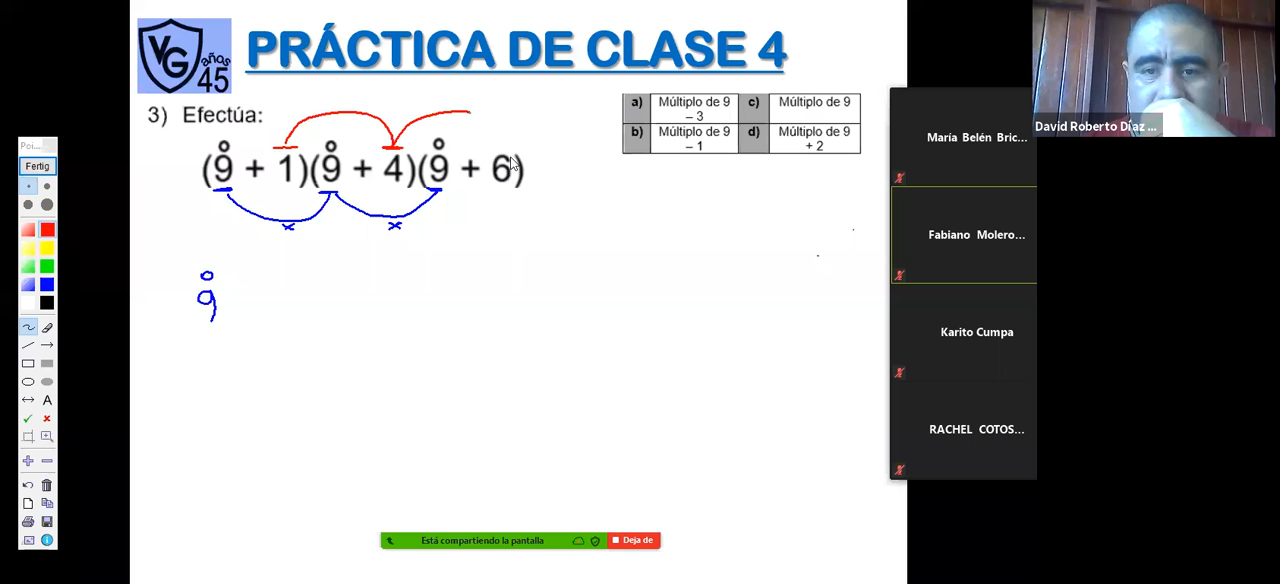 VG
años
45
PRÁCTICA DE CLASE 4
3) Efectúa:
(9̊ + 1)(9̊ + 4)(9̊ + 6)
x x
9̊
a) Múltiplo de 9 – 3
c) Múltiplo de 9
b) Múltiplo de 9 – 1
d) Múltiplo de 9 + 2
Poi...
Fertig
A
David Roberto Díaz ...
María Belén Bric...
Fabiano Molero...
Karito Cumpa
RACHEL COTOS...
Está compartiendo la pantalla
Deja de